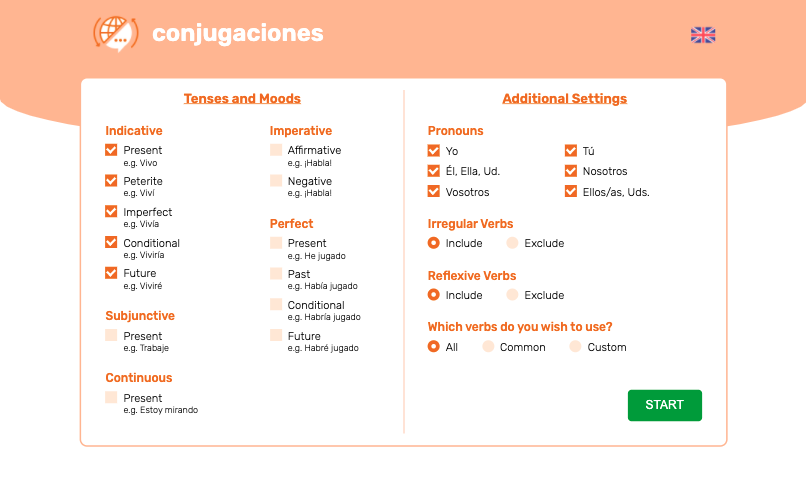 conjugaciones
Tenses and Moods
Indicative
Present
e.g. Vivo
Peterite
e.g. Viví
Imperfect
e.g. Vivía
Conditional
e.g. Viviría
Future
e.g. Viviré
Subjunctive
Present
e.g. Trabaje
Continuous
Present
e.g. Estoy mirando
Imperative
Affirmative
e.g. ¡Habla!
Negative
e.g. ¡Habla!
Perfect
Present
e.g. He jugado
Past
e.g. Había jugado
Conditional
e.g. Habría jugado
Future
e.g. Habré jugado
Additional Settings
Pronouns
Yo Tú
Él, Ella, Ud. Nosotros
Vosotros Ellos/as, Uds.
Irregular Verbs
Include Exclude
Reflexive Verbs
Include Exclude
Which verbs do you wish to use?
All Common Custom
START